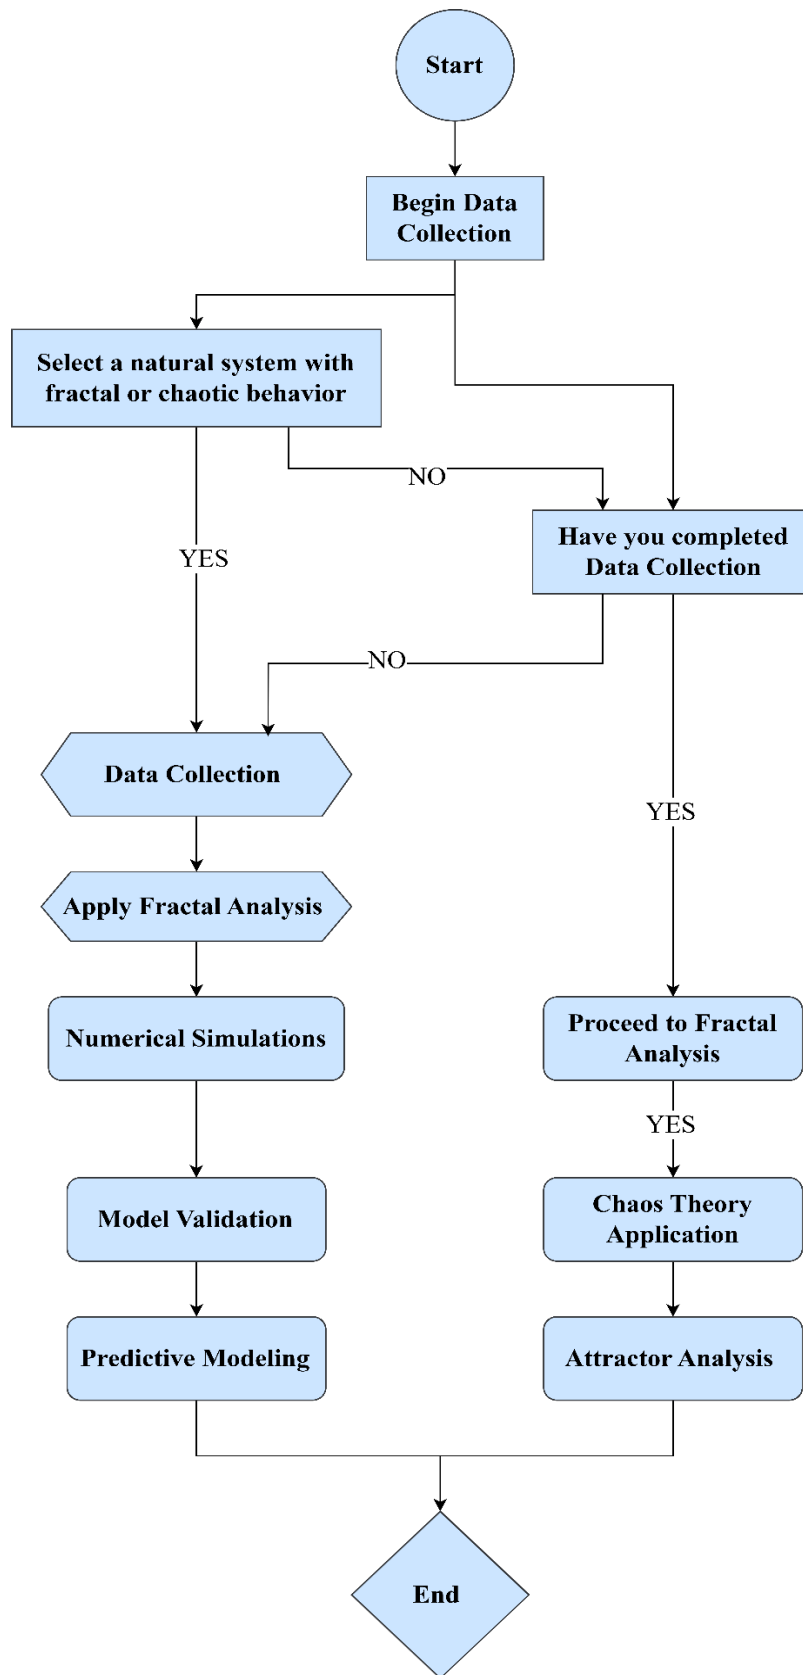 Start
Begin Data
Collection
Select a natural system with
fractal or chaotic behavior
NO
Have you completed
Data Collection
YES
NO
Data Collection
YES
Apply Fractal Analysis
Numerical Simulations
Proceed to Fractal
Analysis
YES
Model Validation
Chaos Theory
Application
Predictive Modeling
Attractor Analysis
End